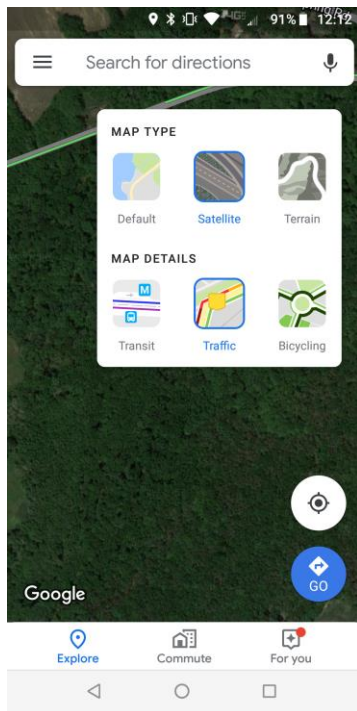 4G 91% 12:12
Search for directions
MAP TYPE
Default Satellite Terrain
MAP DETAILS
M
Transit Traffic Bicycling
GO
Google
Explore Commute For you